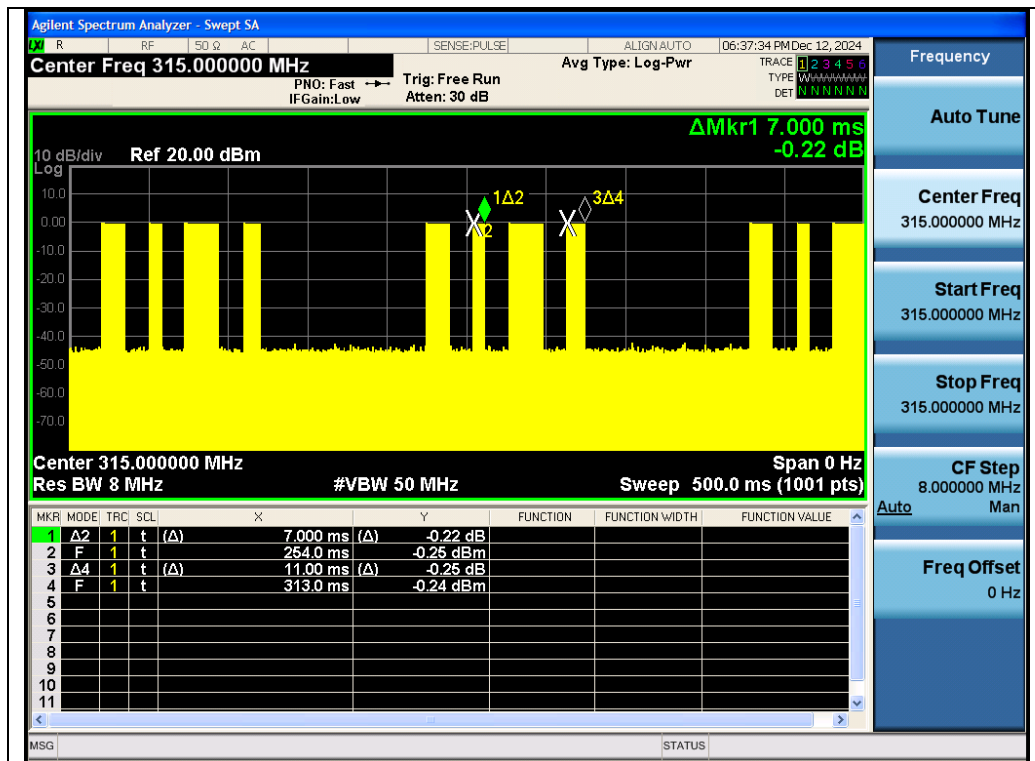 Agilent Spectrum Analyzer - Swept SA
LXI R RF 50 Ω AC SENSE:PULSE ALIGN AUTO 06:37:34 PM Dec 12, 2024
Center Freq 315.000000 MHz
PNO: Fast
IFGain:Low
Trig: Free Run
Atten: 30 dB
Avg Type: Log-Pwr
TRACE 1 2 3 4 5 6
TYPE
DET N N N N N N
Frequency
ΔMkr1 7.000 ms
-0.22 dB
10 dB/div Ref 20.00 dBm
Log
10.0
0.00
-10.0
-20.0
-30.0
-40.0
-50.0
-60.0
-70.0
1Δ2
2
3Δ4
Center 315.000000 MHz Span 0 Hz
Res BW 8 MHz #VBW 50 MHz Sweep 500.0 ms (1001 pts)
MKR MODE TRC SCL X Y FUNCTION FUNCTION WIDTH FUNCTION VALUE
1 Δ2 1 t (Δ) 7.000 ms (Δ) -0.22 dB
2 F 1 t 254.0 ms -0.25 dBm
3 Δ4 1 t (Δ) 11.00 ms (Δ) -0.25 dB
4 F 1 t 313.0 ms -0.24 dBm
5
6
7
8
9
10
11
MSG STATUS
Auto Tune
Center Freq
315.000000 MHz
Start Freq
315.000000 MHz
Stop Freq
315.000000 MHz
CF Step
8.000000 MHz
Auto Man
Freq Offset
0 Hz